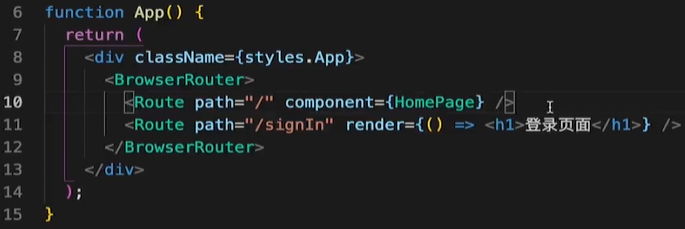 6 function App() {
7 return (
8 <div className={styles.App}>
9 <BrowserRouter>
10 <Route path="/" component={HomePage} />
11 <Route path="/signIn" render={() => <h1>登录页面</h1>} />
12 </BrowserRouter>
13 </div>
14 );
15 }